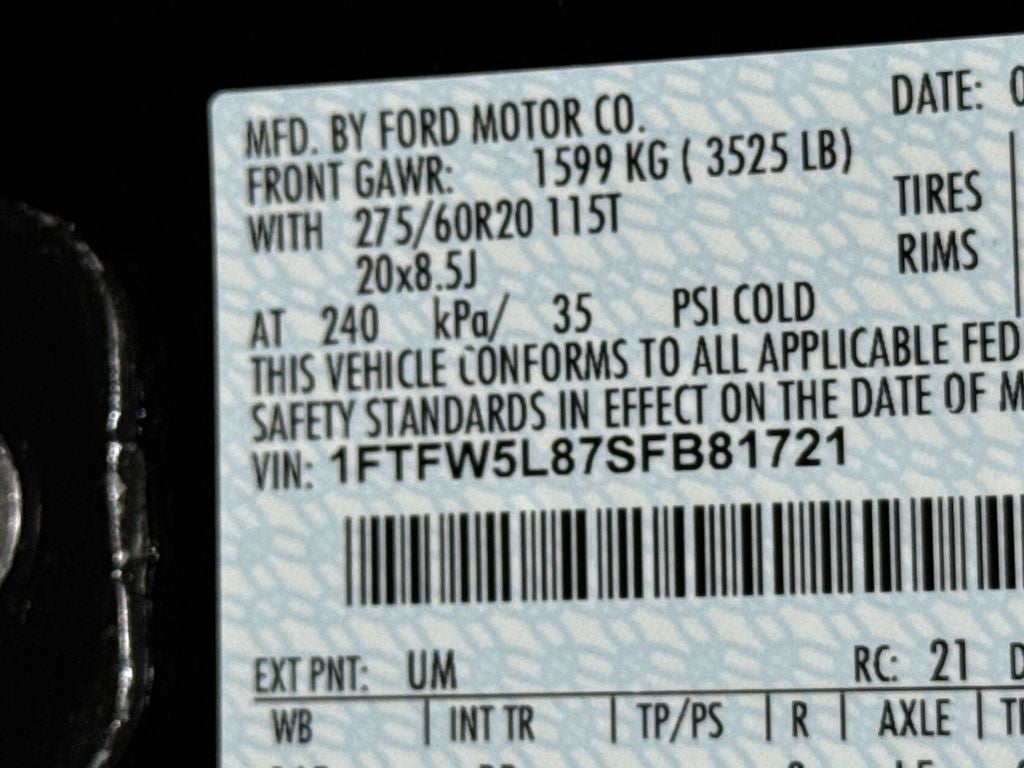 MFD. BY FORD MOTOR CO.
DATE:
FRONT GAWR: 1599 KG ( 3525 LB)
WITH 275/60R20 115T
TIRES
20x8.5J
RIMS
AT 240 kPa/ 35 PSI COLD
THIS VEHICLE CONFORMS TO ALL APPLICABLE FED
SAFETY STANDARDS IN EFFECT ON THE DATE OF M
VIN: 1FTFW5L87SFB81721
EXT PNT: UM RC: 21 D
WB INT TR TP/PS R AXLE